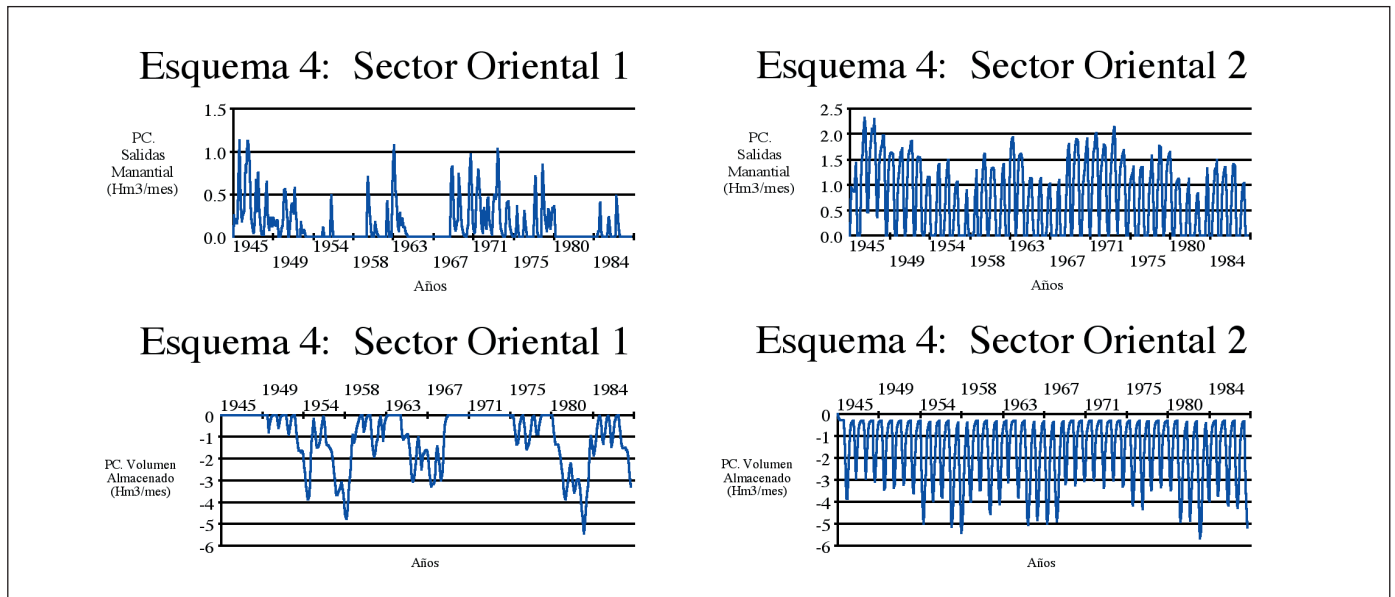 Esquema 4: Sector Oriental 1
PC.
Salidas
Manantial
(Hm3/mes)
1.5
1.0
0.5
0.0
1945 1954 1963 1971 1980
1949 1958 1967 1975 1984
Años
Esquema 4: Sector Oriental 2
PC.
Salidas
Manantial
(Hm3/mes)
2.5
2.0
1.5
1.0
0.5
0.0
1945 1954 1963 1971 1980
1949 1958 1967 1975 1984
Años
Esquema 4: Sector Oriental 1
1949 1958 1967 1975 1984
1945 1954 1963 1971 1980
PC. Volumen
Almacenado
(Hm3/mes)
0
-1
-2
-3
-4
-5
-6
Años
Esquema 4: Sector Oriental 2
1949 1958 1967 1975 1984
1945 1954 1963 1971 1980
PC. Volumen
Almacenado
(Hm3/mes)
0
-1
-2
-3
-4
-5
-6
Años